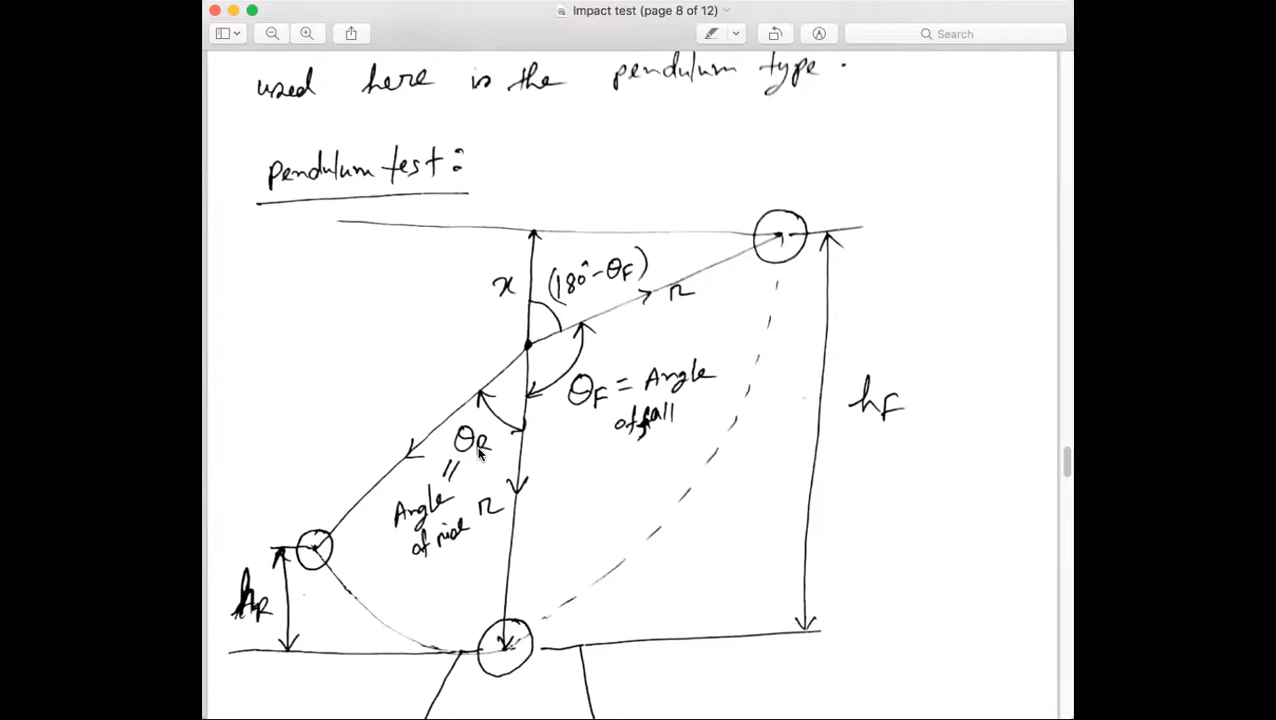 Impact test (page 8 of 12)
Search
used here is the pendulum type.
pendulum test:
x
(180°-θF)
r
θF = Angle
of fall
hF
θR
=
Angle
of rise
r
hR